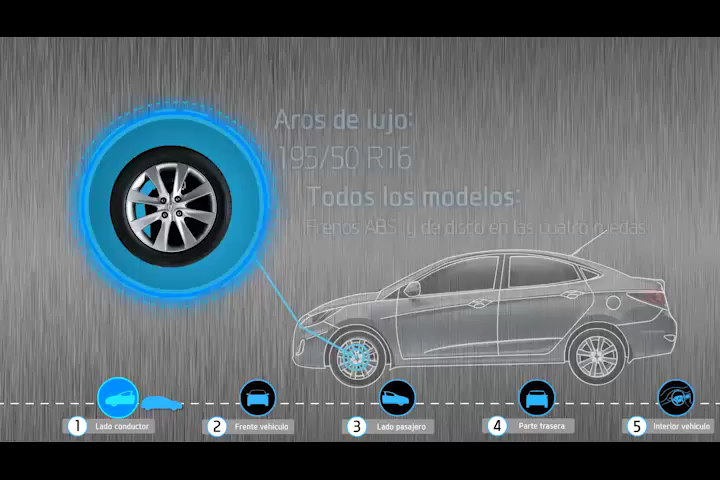 Aros de lujo:
195/50 R16
Todos los modelos:
Frenos ABS y de disco en las cuatro ruedas
1 Lado conductor
2 Frente vehículo
3 Lado pasajero
4 Parte trasera
5 Interior vehículo